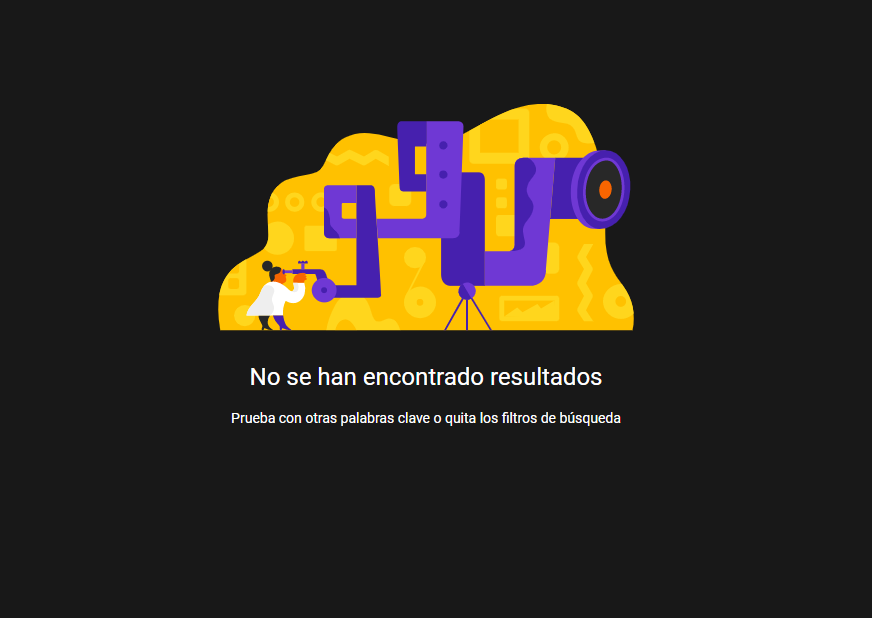 No se han encontrado resultados
Prueba con otras palabras clave o quita los filtros de búsqueda